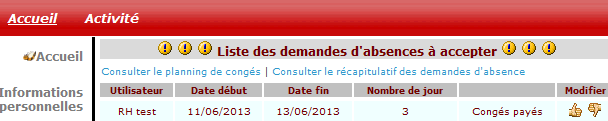 Accueil Activité
Accueil
Liste des demandes d'absences à accepter
Consulter le planning de congés | Consulter le récapitulatif des demandes d'absence
Informations personnelles
Utilisateur Date début Date fin Nombre de jour Modifier
RH test 11/06/2013 13/06/2013 3 Congés payés